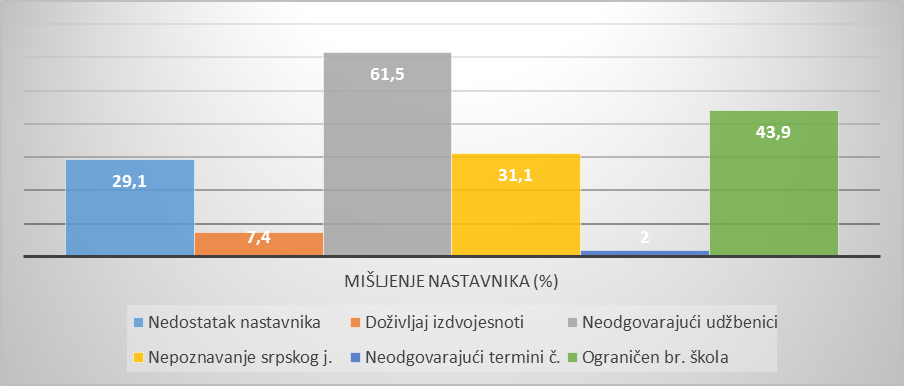 61,5
43,9
31,1
29,1
7,4
2
MIŠLJENJE NASTAVNIKA (%)
Nedostatak nastavnika Doživljaj izdvojesnoti Neodgovarajući udžbenici
Nepoznavanje srpskog j. Neodgovarajući termini č. Ograničen br. škola